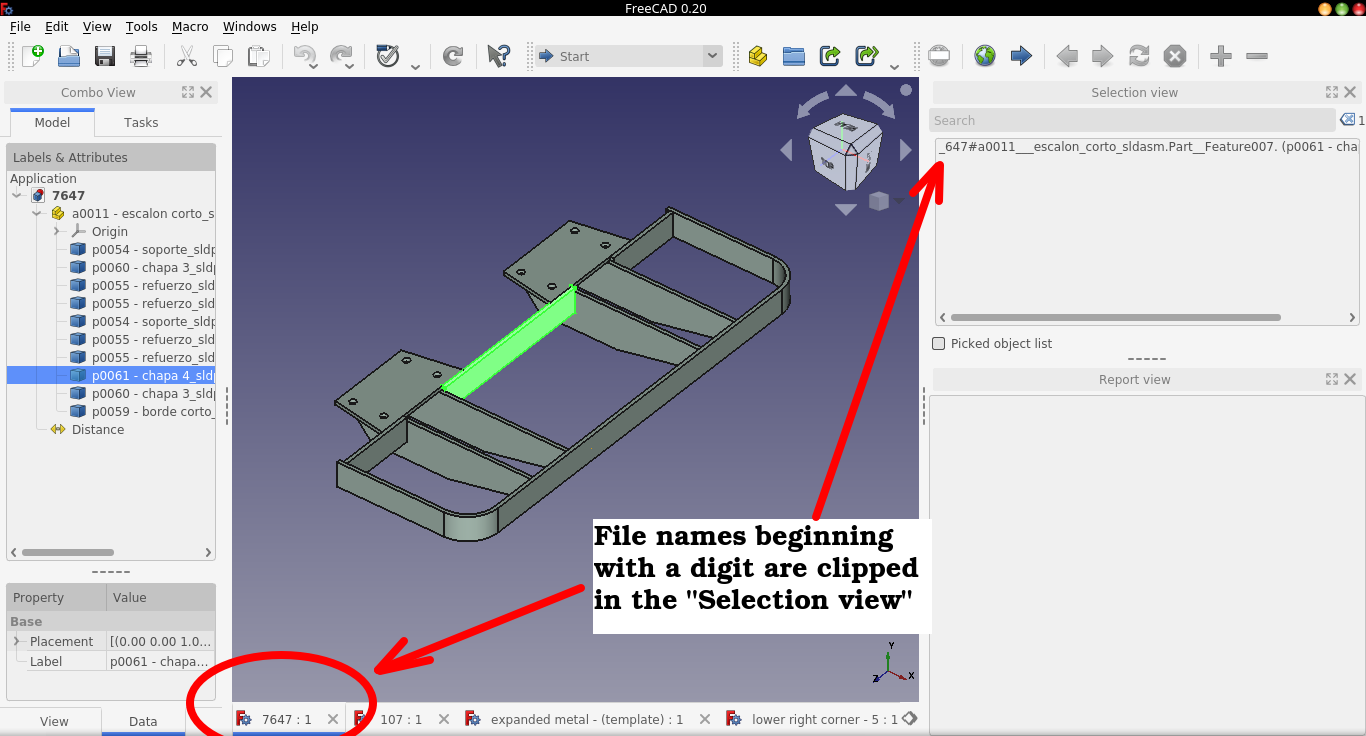 FreeCAD 0.20
File Edit View Tools Macro Windows Help
Start
Combo View
Model Tasks
Labels & Attributes
Application
7647
a0011 - escalon corto_s
Origin
p0054 - soporte_sldp
p0060 - chapa 3_sldp
p0055 - refuerzo_sld
p0055 - refuerzo_sld
p0054 - soporte_sldp
p0055 - refuerzo_sld
p0055 - refuerzo_sld
p0061 - chapa 4_sldp
p0060 - chapa 3_sldp
p0059 - borde corto_
Distance
Property Value
Base
Placement [(0.00 0.00 1.0...
Label p0061 - chapa...
View Data
TOP
File names beginning
with a digit are clipped
in the "Selection view"
Y
Z X
7647 : 1 107 : 1 expanded metal - (template) : 1 lower right corner - 5 : 1
Selection view
Search 1
_647#a0011___escalon_corto_sldasm.Part__Feature007. (p0061 - cha
Picked object list
Report view